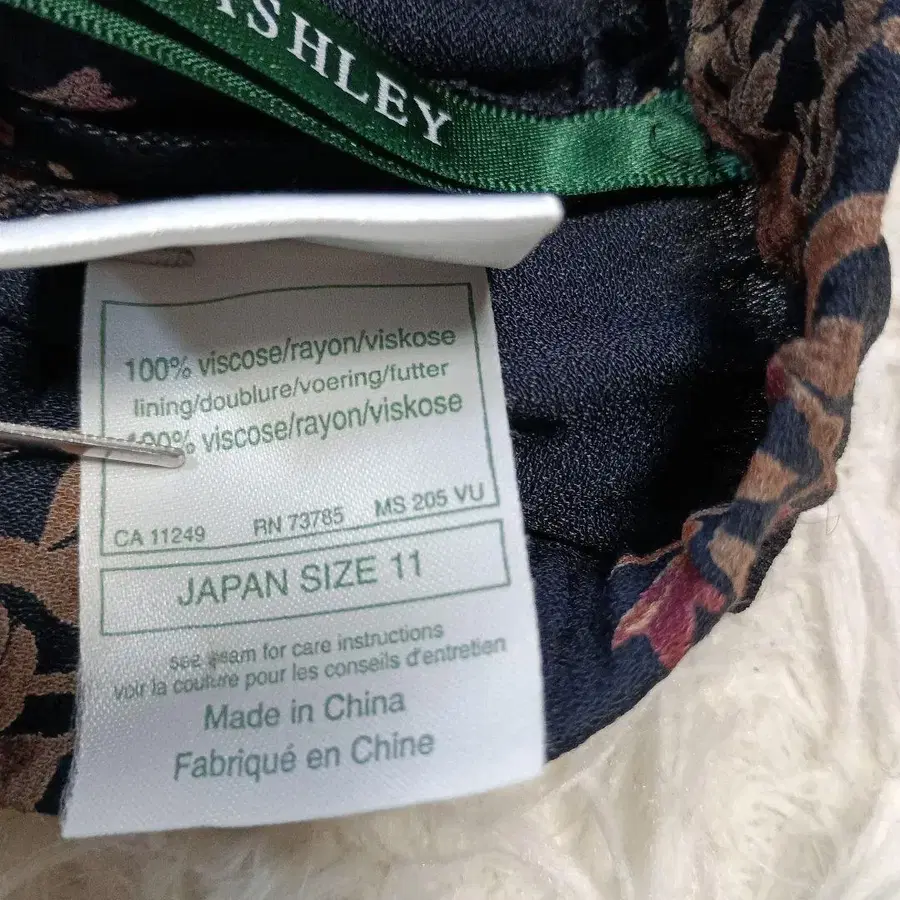 ASHLEY
100% viscose/rayon/viskose
lining/doublure/voering/futter
100% viscose/rayon/viskose
CA 11249 RN 73785 MS 205 VU
JAPAN SIZE 11
see seam for care instructions
voir la couture pour les conseils d'entretien
Made in China
Fabriqué en Chine